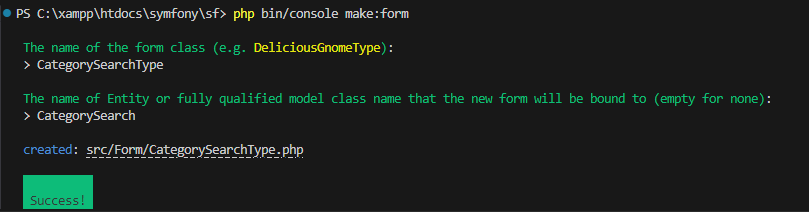 PS C:\xampp\htdocs\symfony\sf> php bin/console make:form
The name of the form class (e.g. DeliciousGnomeType):
> CategorySearchType
The name of Entity or fully qualified model class name that the new form will be bound to (empty for none):
> CategorySearch
created: src/Form/CategorySearchType.php
Success!